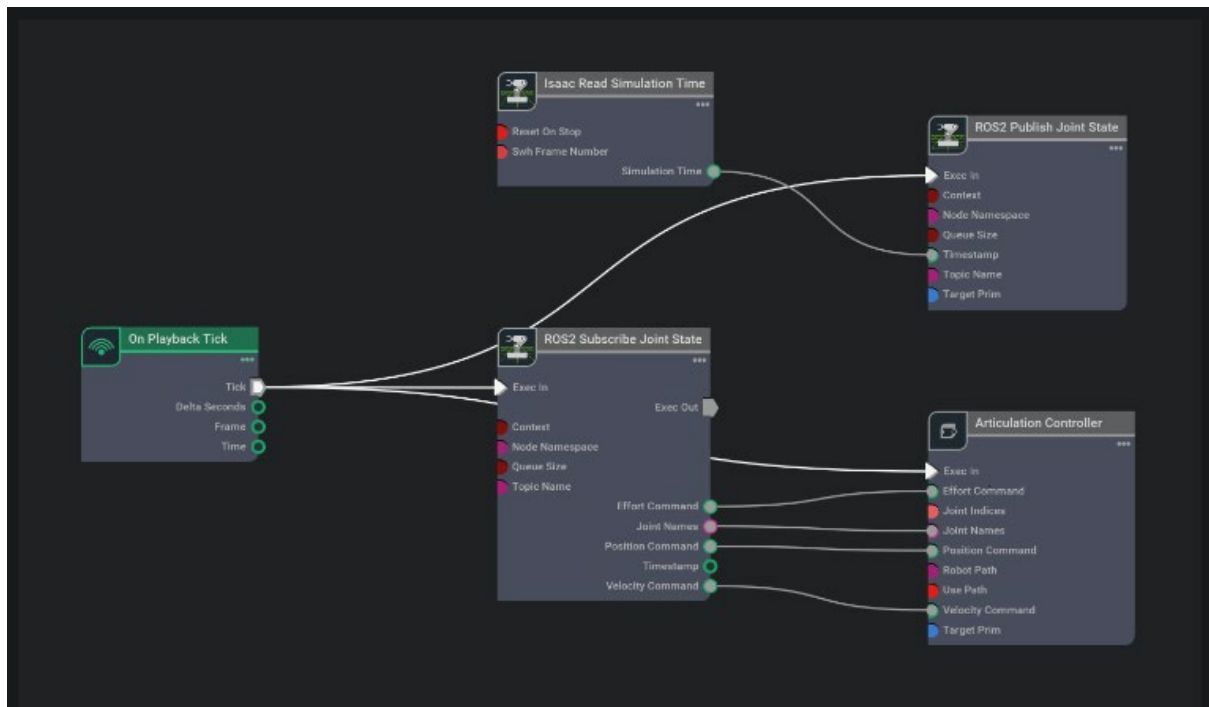 Isaac Read Simulation Time
Reset On Stop
Swh Frame Number
Simulation Time
ROS2 Publish Joint State
Exec In
Context
Node Namespace
Queue Size
Timestamp
Topic Name
Target Prim
On Playback Tick
Tick
Delta Seconds
Frame
Time
ROS2 Subscribe Joint State
Exec In
Exec Out
Context
Node Namespace
Queue Size
Topic Name
Effort Command
Joint Names
Position Command
Timestamp
Velocity Command
Articulation Controller
Exec In
Effort Command
Joint Indices
Joint Names
Position Command
Robot Path
Use Path
Velocity Command
Target Prim